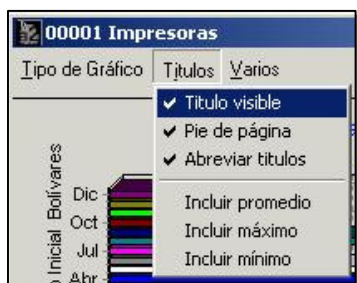 00001 Impresoras
Tipo de Gráfico Titulos Varios
Titulo visible
Pie de página
Abreviar titulos
Incluir promedio
Incluir máximo
Incluir mínimo
Inicial Bolívares
Dic
Oct
Jul
Abr